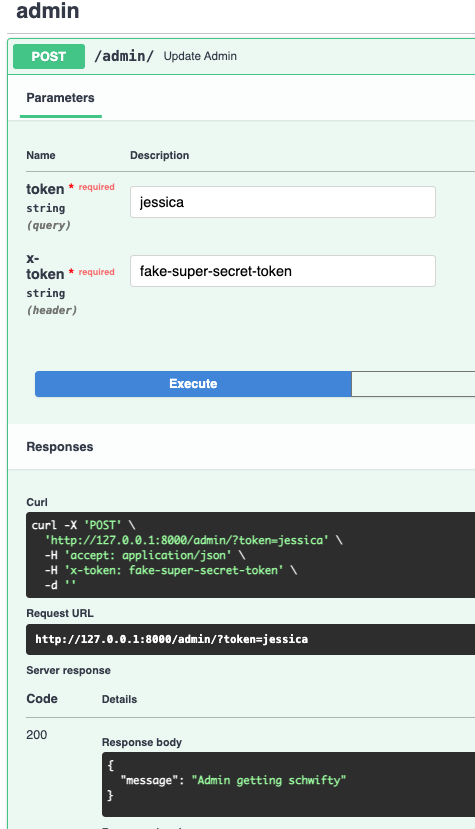 admin
POST /admin/ Update Admin
Parameters
Name Description
token * required
string
(query)
jessica
x-
token * required
string
(header)
fake-super-secret-token
Execute
Responses
Curl
curl -X 'POST' \
  'http://127.0.0.1:8000/admin/?token=jessica' \
  -H 'accept: application/json' \
  -H 'x-token: fake-super-secret-token' \
  -d ''
Request URL
http://127.0.0.1:8000/admin/?token=jessica
Server response
Code Details
200
Response body
{
  "message": "Admin getting schwifty"
}